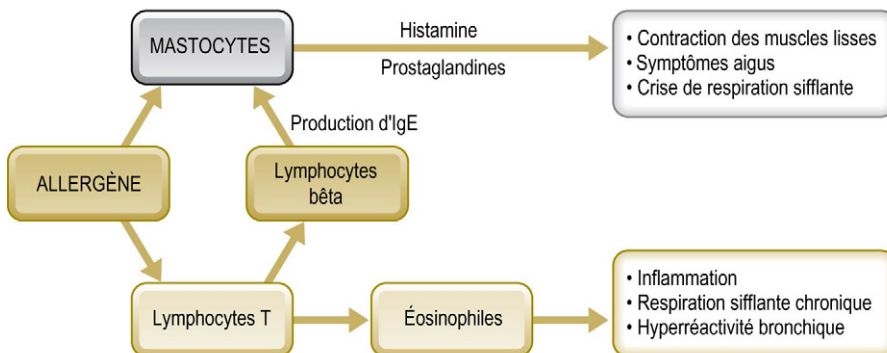 MASTOCYTES
Histamine
Prostaglandines
• Contraction des muscles lisses
• Symptômes aigus
• Crise de respiration sifflante
Production d'IgE
ALLERGÈNE
Lymphocytes
bêta
Lymphocytes T
Éosinophiles
• Inflammation
• Respiration sifflante chronique
• Hyperréactivité bronchique